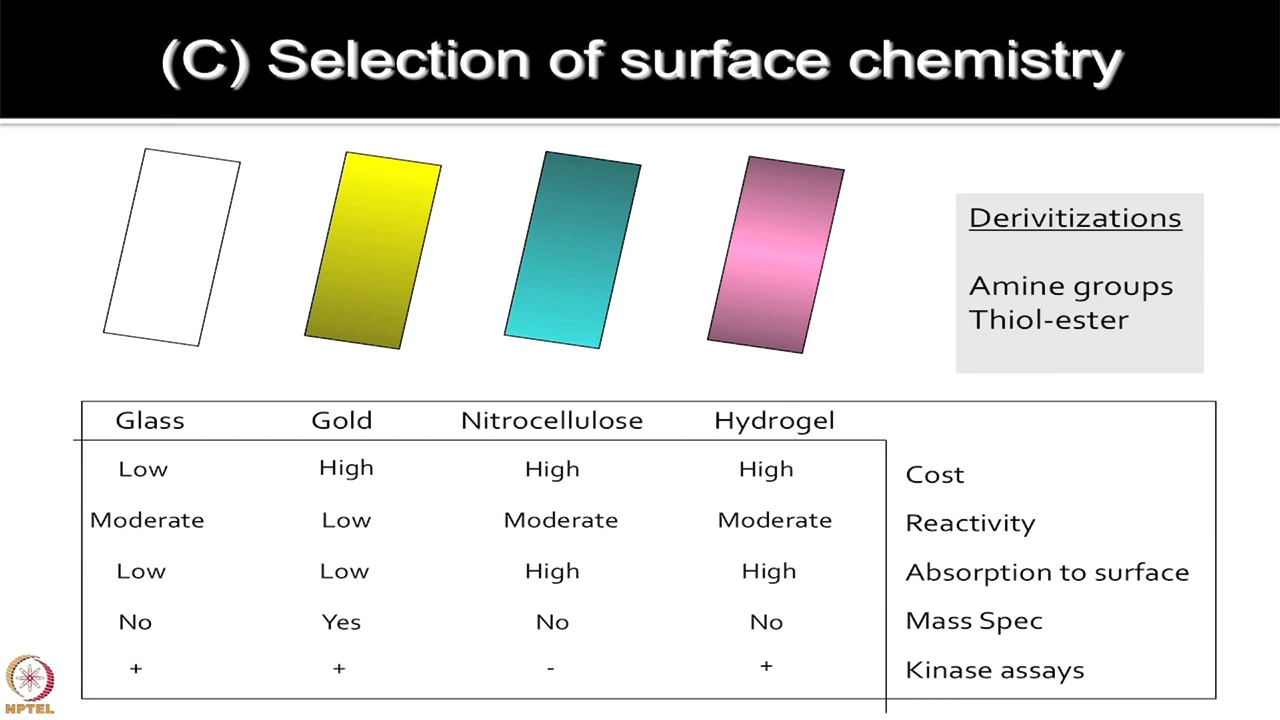 (C) Selection of surface chemistry
Derivitizations
Amine groups
Thiol-ester
Glass Gold Nitrocellulose Hydrogel
Low High High High Cost
Moderate Low Moderate Moderate Reactivity
Low Low High High Absorption to surface
No Yes No No Mass Spec
+ + - + Kinase assays
NPTEL